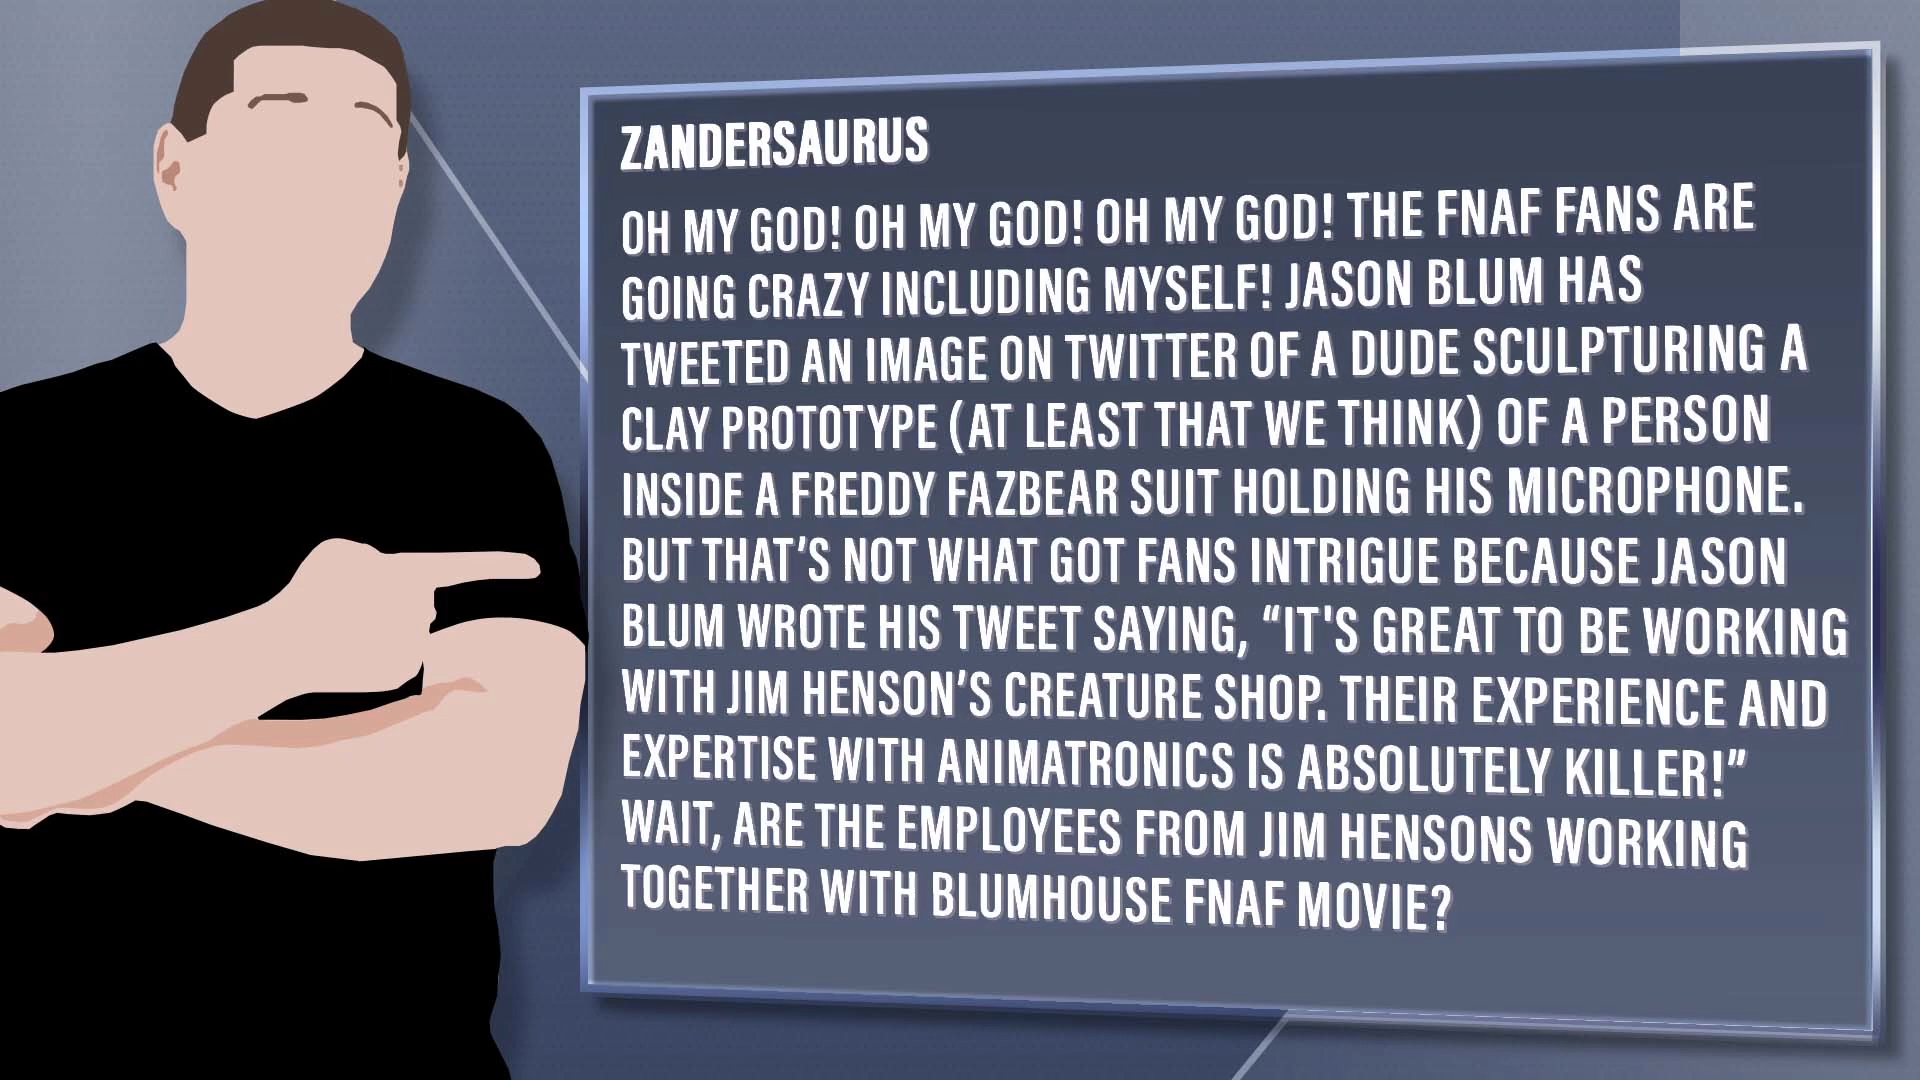 ZANDERSAURUS
OH MY GOD! OH MY GOD! OH MY GOD! THE FNAF FANS ARE
GOING CRAZY INCLUDING MYSELF! JASON BLUM HAS
TWEETED AN IMAGE ON TWITTER OF A DUDE SCULPTURING A
CLAY PROTOTYPE (AT LEAST THAT WE THINK) OF A PERSON
INSIDE A FREDDY FAZBEAR SUIT HOLDING HIS MICROPHONE.
BUT THAT’S NOT WHAT GOT FANS INTRIGUE BECAUSE JASON
BLUM WROTE HIS TWEET SAYING, “IT'S GREAT TO BE WORKING
WITH JIM HENSON’S CREATURE SHOP. THEIR EXPERIENCE AND
EXPERTISE WITH ANIMATRONICS IS ABSOLUTELY KILLER!”
WAIT, ARE THE EMPLOYEES FROM JIM HENSONS WORKING
TOGETHER WITH BLUMHOUSE FNAF MOVIE?